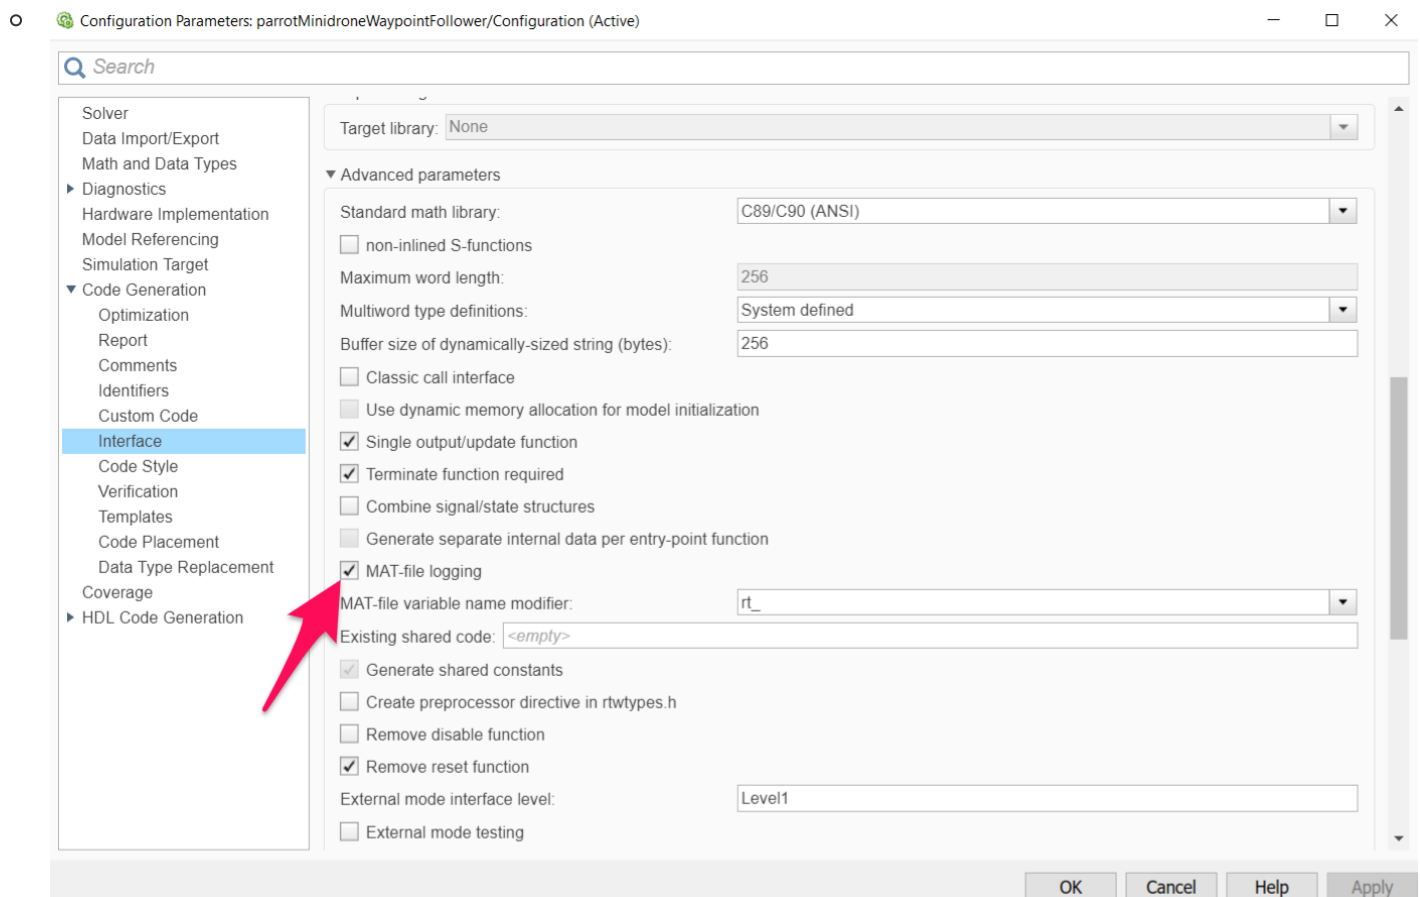 Configuration Parameters: parrotMinidroneWaypointFollower/Configuration (Active)
Search
Solver
Data Import/Export
Math and Data Types
Diagnostics
Hardware Implementation
Model Referencing
Simulation Target
Code Generation
Optimization
Report
Comments
Identifiers
Custom Code
Interface
Code Style
Verification
Templates
Code Placement
Data Type Replacement
Coverage
HDL Code Generation
Target library: None
Advanced parameters
Standard math library: C89/C90 (ANSI)
non-inlined S-functions
Maximum word length: 256
Multiword type definitions: System defined
Buffer size of dynamically-sized string (bytes): 256
Classic call interface
Use dynamic memory allocation for model initialization
Single output/update function
Terminate function required
Combine signal/state structures
Generate separate internal data per entry-point function
MAT-file logging
MAT-file variable name modifier: rt_
Existing shared code: <empty>
Generate shared constants
Create preprocessor directive in rtwtypes.h
Remove disable function
Remove reset function
External mode interface level: Level1
External mode testing
OK Cancel Help Apply